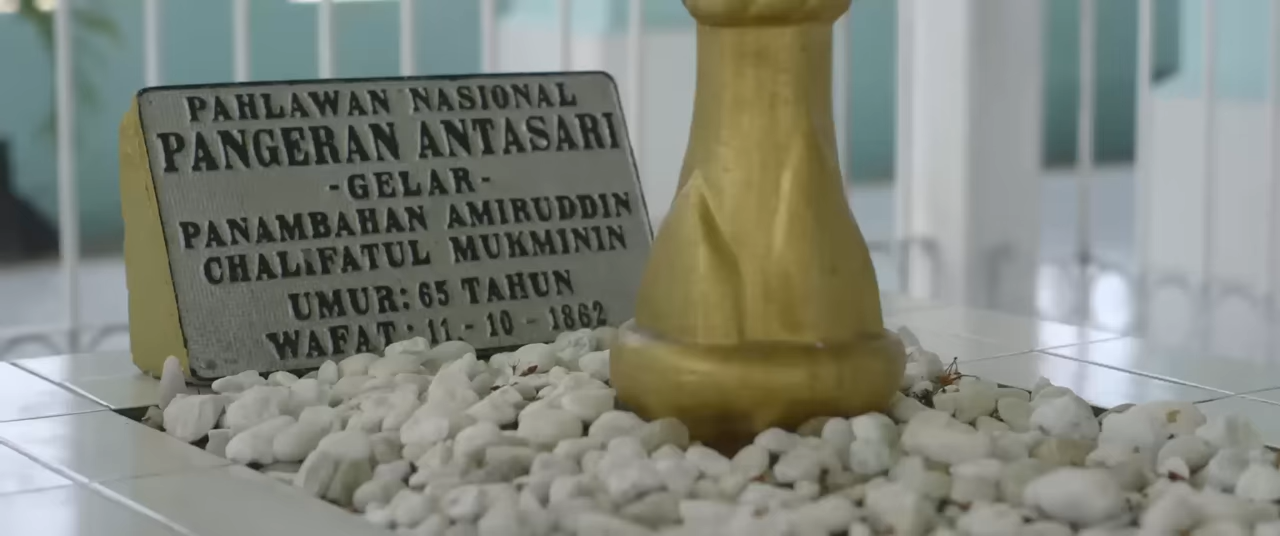 PAHLAWAN NASIONAL
PANGERAN ANTASARI
-GELAR-
PANAMBAHAN AMIRUDDIN
CHALIFATUL MUKMININ
UMUR: 65 TAHUN
WAFAT: 11 - 10 - 1862